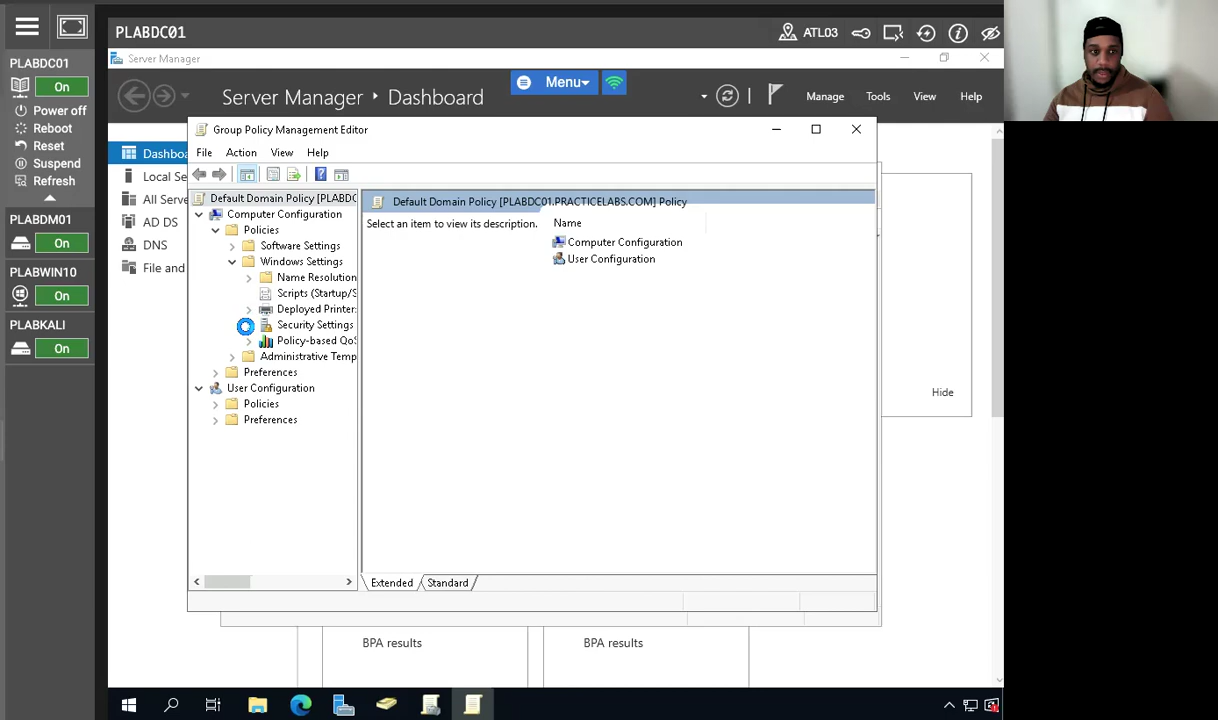 PLABDC01
ATL03
PLABDC01
On
Power off
Reboot
Reset
Suspend
Refresh
PLABDM01
On
PLABWIN10
On
PLABKALI
On
Server Manager
Server Manager
Dashboard
Menu
Manager
Tools
View
Help
Dashboa
Local Se
All Serve
AD DS
DNS
File and
Group Policy Management Editor
File
Action
View
Help
Default Domain Policy [PLABDC
Computer Configuration
Policies
Software Settings
Windows Settings
Name Resolution
Scripts (Startup/S
Deployed Printer:
Security Settings
Policy-based QoS
Administrative Temp
Preferences
User Configuration
Policies
Preferences
Default Domain Policy [PLABDC01.PRACTICELABS.COM] Policy
Select an item to view its description.
Name
Computer Configuration
User Configuration
Extended
Standard
Hide
BPA results
BPA results